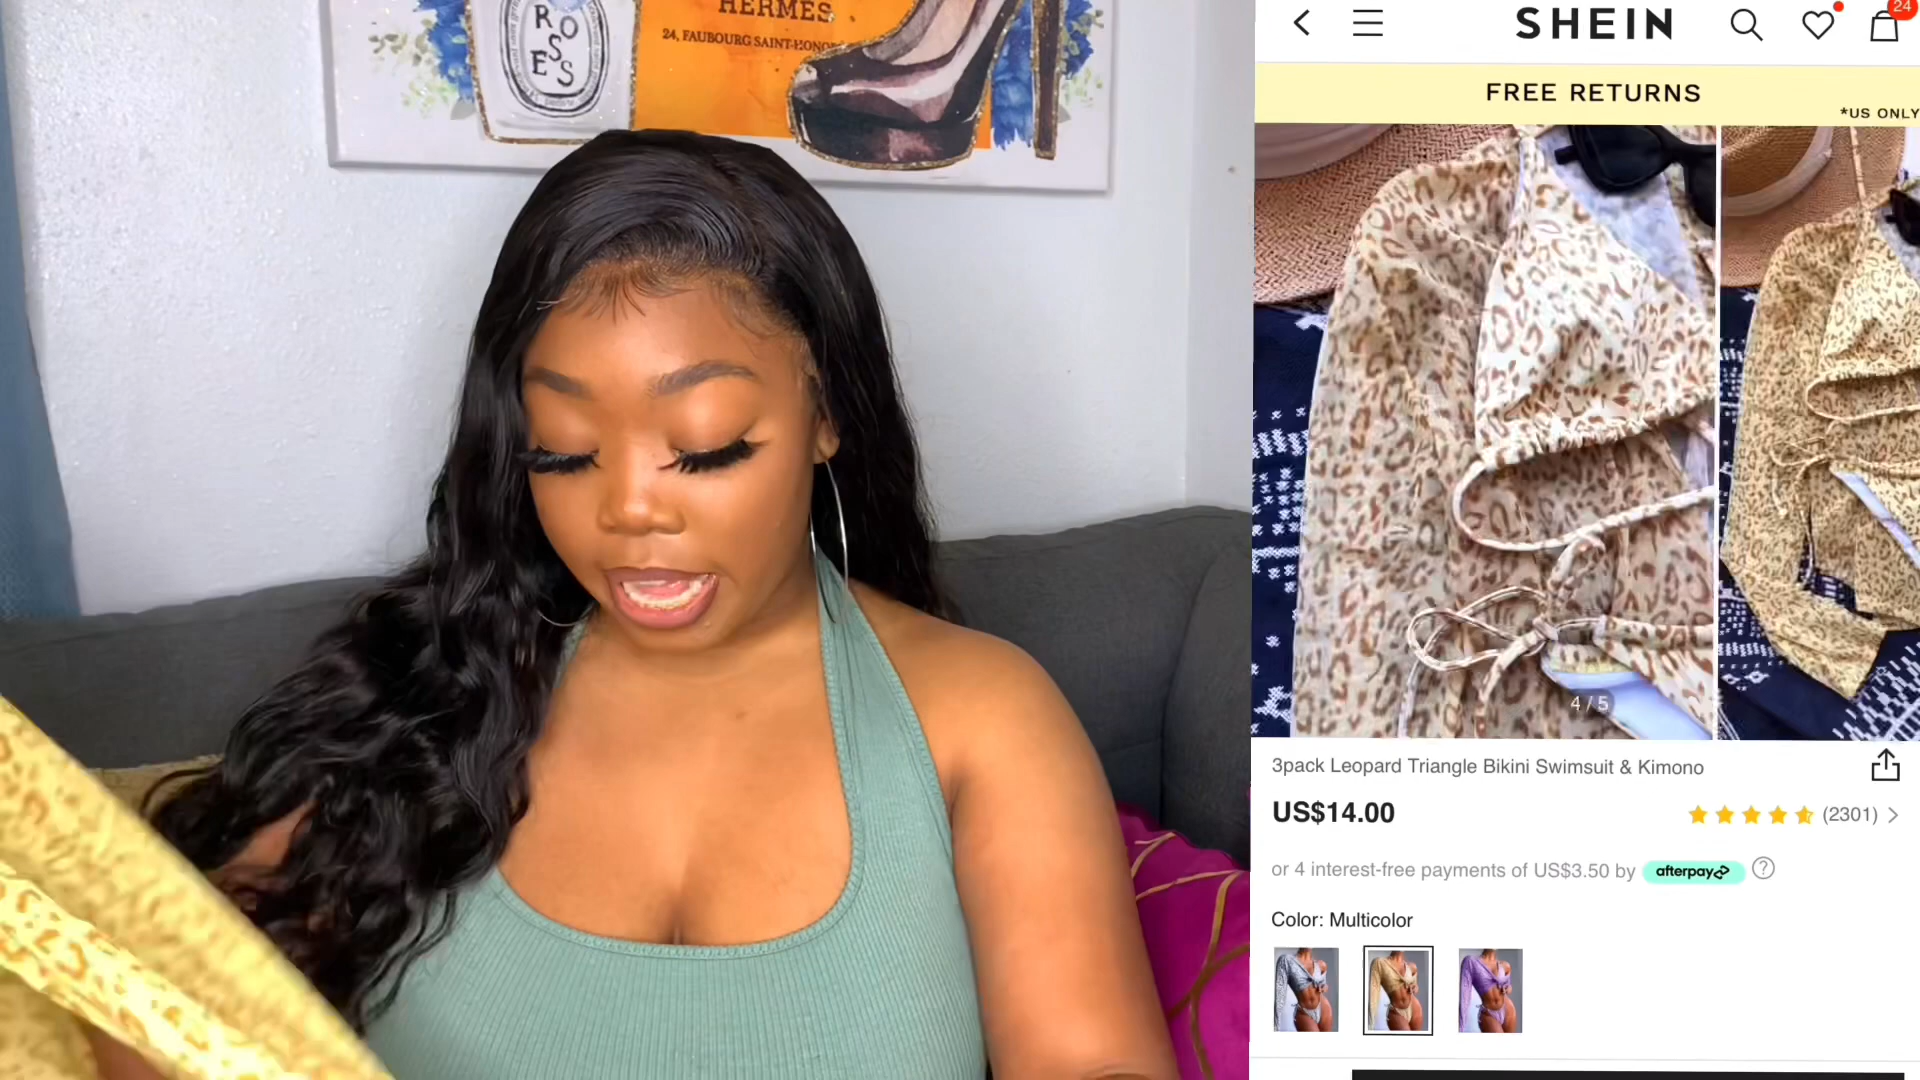 ROSES
HERMES
24, FAUBOURG SAINT-HONO
SHEIN
24
FREE RETURNS
*US ONLY
4/5
3pack Leopard Triangle Bikini Swimsuit & Kimono
US$14.00
(2301)
or 4 interest-free payments of US$3.50 by afterpay
?
Color: Multicolor